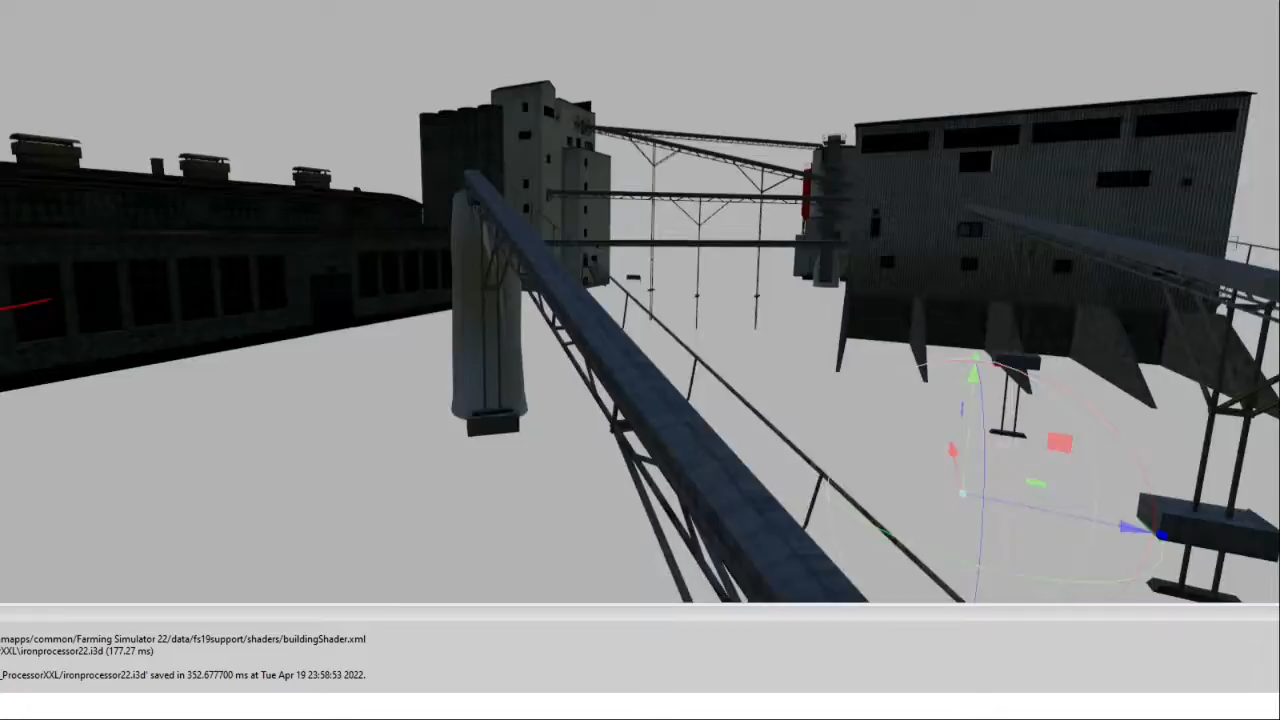 mapps/common/Farming Simulator 22/data/fs19support/shaders/buildingShader.xml
XXL\ironprocessor22.i3d (177.27 ms)
_ProcessorXXL/ironprocessor22.i3d' saved in 352.677700 ms at Tue Apr 19 23:58:53 2022.